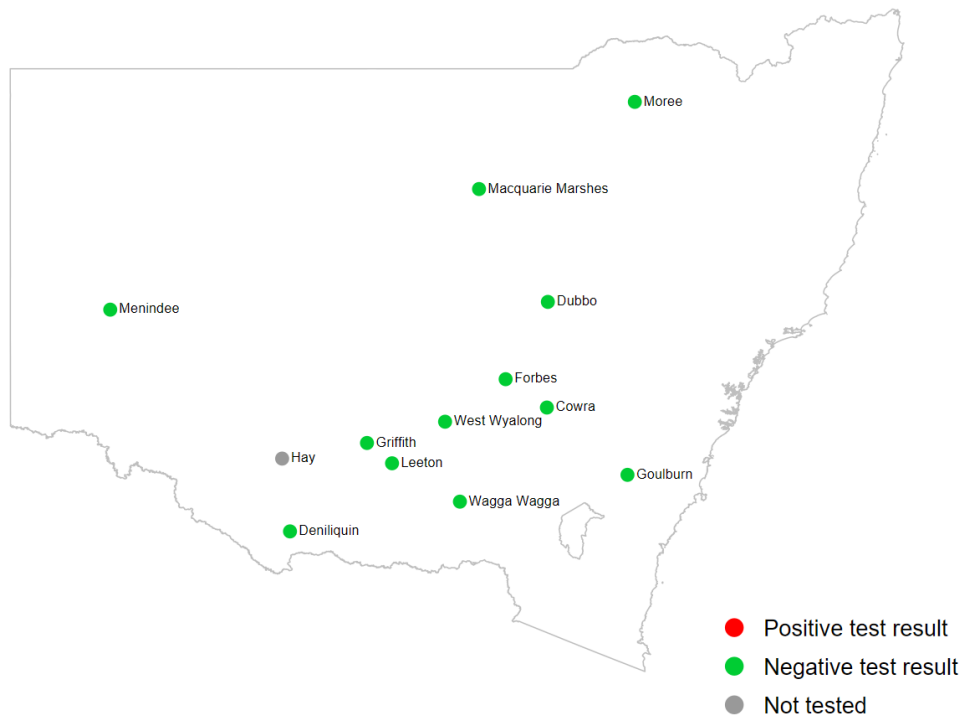 Moree
Macquarie Marshes
Dubbo
Menindee
Forbes
Cowra
West Wyalong
Griffith
Hay
Leeton
Goulburn
Wagga Wagga
Deniliquin
Positive test result
Negative test result
Not tested